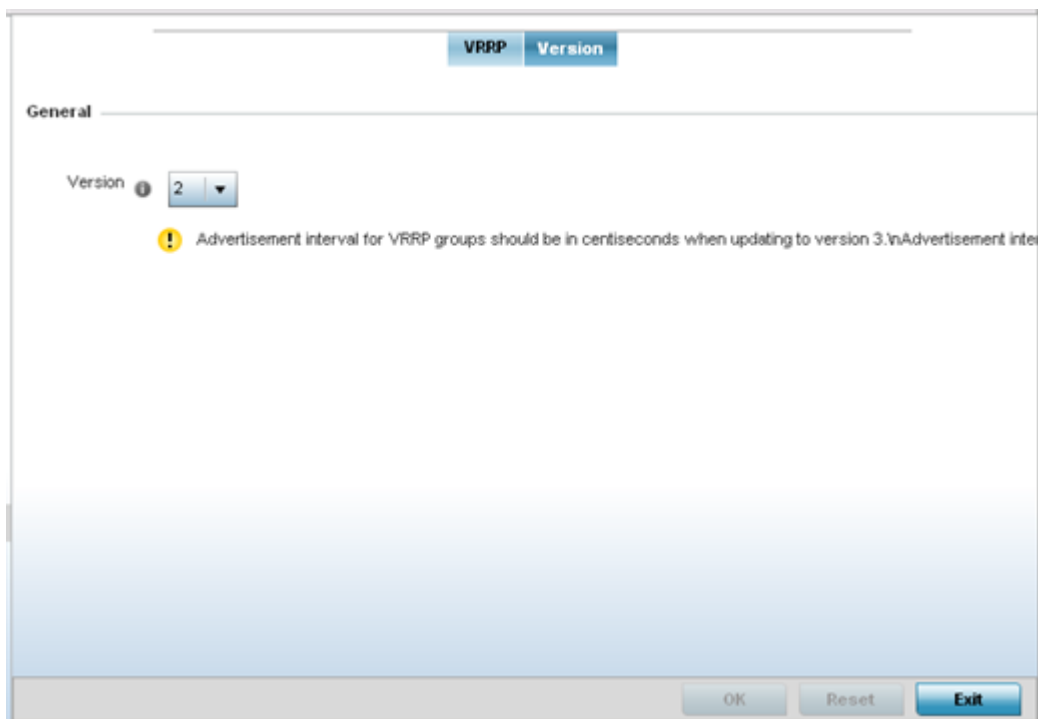 VRRP Version
General
Version 2
Advertisement interval for VRRP groups should be in centiseconds when updating to version 3.\nAdvertisement inte
OK Reset Exit